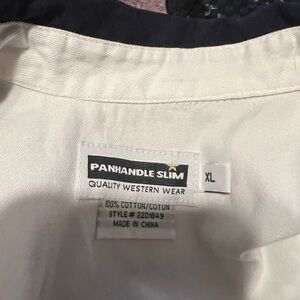 PANHANDLE SLIM
QUALITY WESTERN WEAR
XL
100% COTTON/COTON
STYLE # 22D1849
MADE IN CHINA